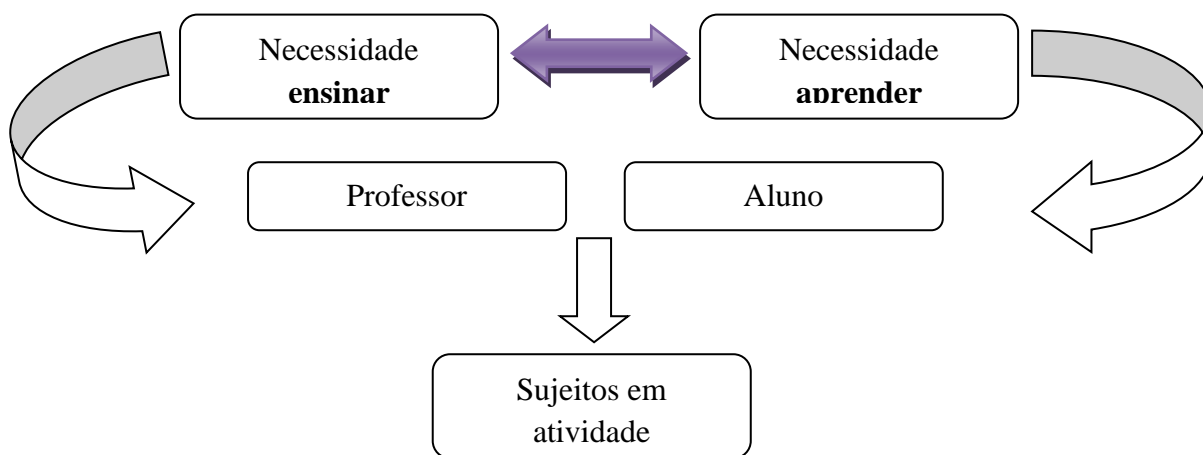 Necessidade
ensinar
Necessidade
aprender
Professor
Aluno
Sujeitos em
atividade